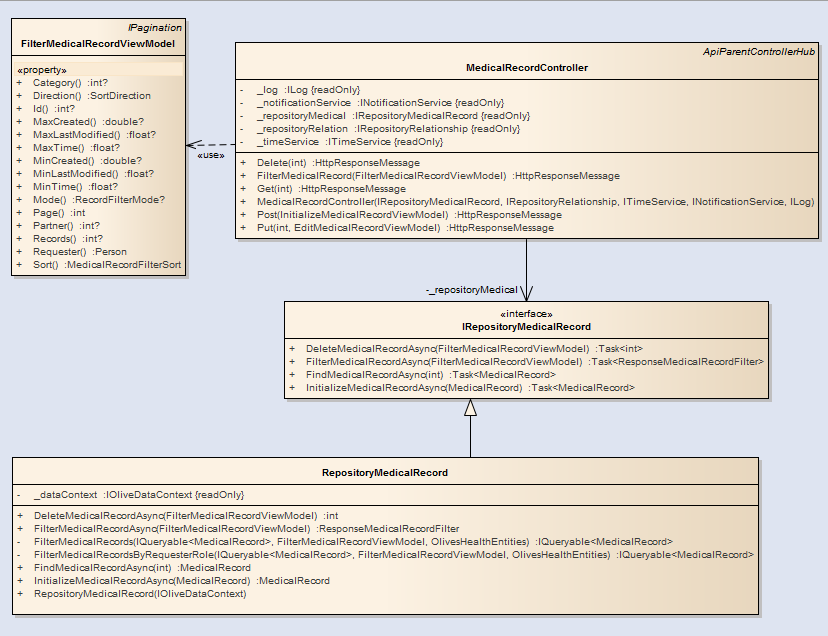 IPagination
FilterMedicalRecordViewModel
«property»
+ Category() :int?
+ Direction() :SortDirection
+ Id() :int?
+ MaxCreated() :double?
+ MaxLastModified() :float?
+ MaxTime() :float?
+ MinCreated() :double?
+ MinLastModified() :float?
+ MinTime() :float?
+ Mode() :RecordFilterMode?
+ Page() :int
+ Partner() :int?
+ Records() :int?
+ Requester() :Person
+ Sort() :MedicalRecordFilterSort
«use»
ApiParentControllerHub
MedicalRecordController
- _log :ILog {readOnly}
- _notificationService :INotificationService {readOnly}
- _repositoryMedical :IRepositoryMedicalRecord {readOnly}
- _repositoryRelation :IRepositoryRelationship {readOnly}
- _timeService :ITimeService {readOnly}
+ Delete(int) :HttpResponseMessage
+ FilterMedicalRecord(FilterMedicalRecordViewModel) :HttpResponseMessage
+ Get(int) :HttpResponseMessage
+ MedicalRecordController(IRepositoryMedicalRecord, IRepositoryRelationship, ITimeService, INotificationService, ILog)
+ Post(InitializeMedicalRecordViewModel) :HttpResponseMessage
+ Put(int, EditMedicalRecordViewModel) :HttpResponseMessage
-_repositoryMedical
«interface»
IRepositoryMedicalRecord
+ DeleteMedicalRecordAsync(FilterMedicalRecordViewModel) :Task<int>
+ FilterMedicalRecordAsync(FilterMedicalRecordViewModel) :Task<ResponseMedicalRecordFilter>
+ FindMedicalRecordAsync(int) :Task<MedicalRecord>
+ InitializeMedicalRecordAsync(MedicalRecord) :Task<MedicalRecord>
RepositoryMedicalRecord
- _dataContext :IOliveDataContext {readOnly}
+ DeleteMedicalRecordAsync(FilterMedicalRecordViewModel) :int
+ FilterMedicalRecordAsync(FilterMedicalRecordViewModel) :ResponseMedicalRecordFilter
- FilterMedicalRecords(IQueryable<MedicalRecord>, FilterMedicalRecordViewModel, OlivesHealthEntities) :IQueryable<MedicalRecord>
- FilterMedicalRecordsByRequesterRole(IQueryable<MedicalRecord>, FilterMedicalRecordViewModel, OlivesHealthEntities) :IQueryable<MedicalRecord>
+ FindMedicalRecordAsync(int) :MedicalRecord
+ InitializeMedicalRecordAsync(MedicalRecord) :MedicalRecord
+ RepositoryMedicalRecord(IOliveDataContext)